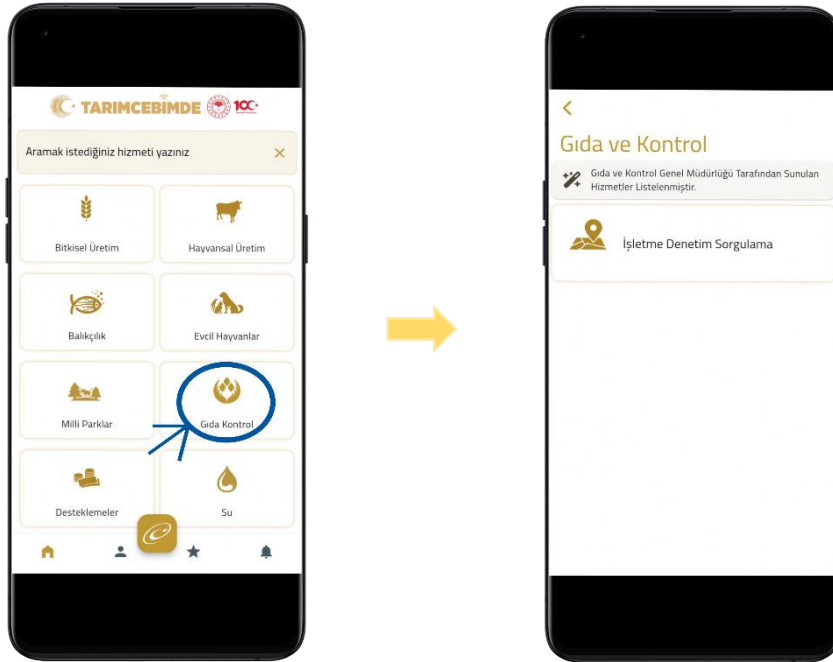 TARIMCEBİMDE
100
Aramak istediğiniz hizmeti yazınız
Bitkisel Üretim
Hayvansal Üretim
Balıkçılık
Evcil Hayvanlar
Milli Parklar
Gıda Kontrol
Desteklemeler
Su
Gıda ve Kontrol
Gıda ve Kontrol Genel Müdürlüğü Tarafından Sunulan
Hizmetler Listelenmiştir.
İşletme Denetim Sorgulama